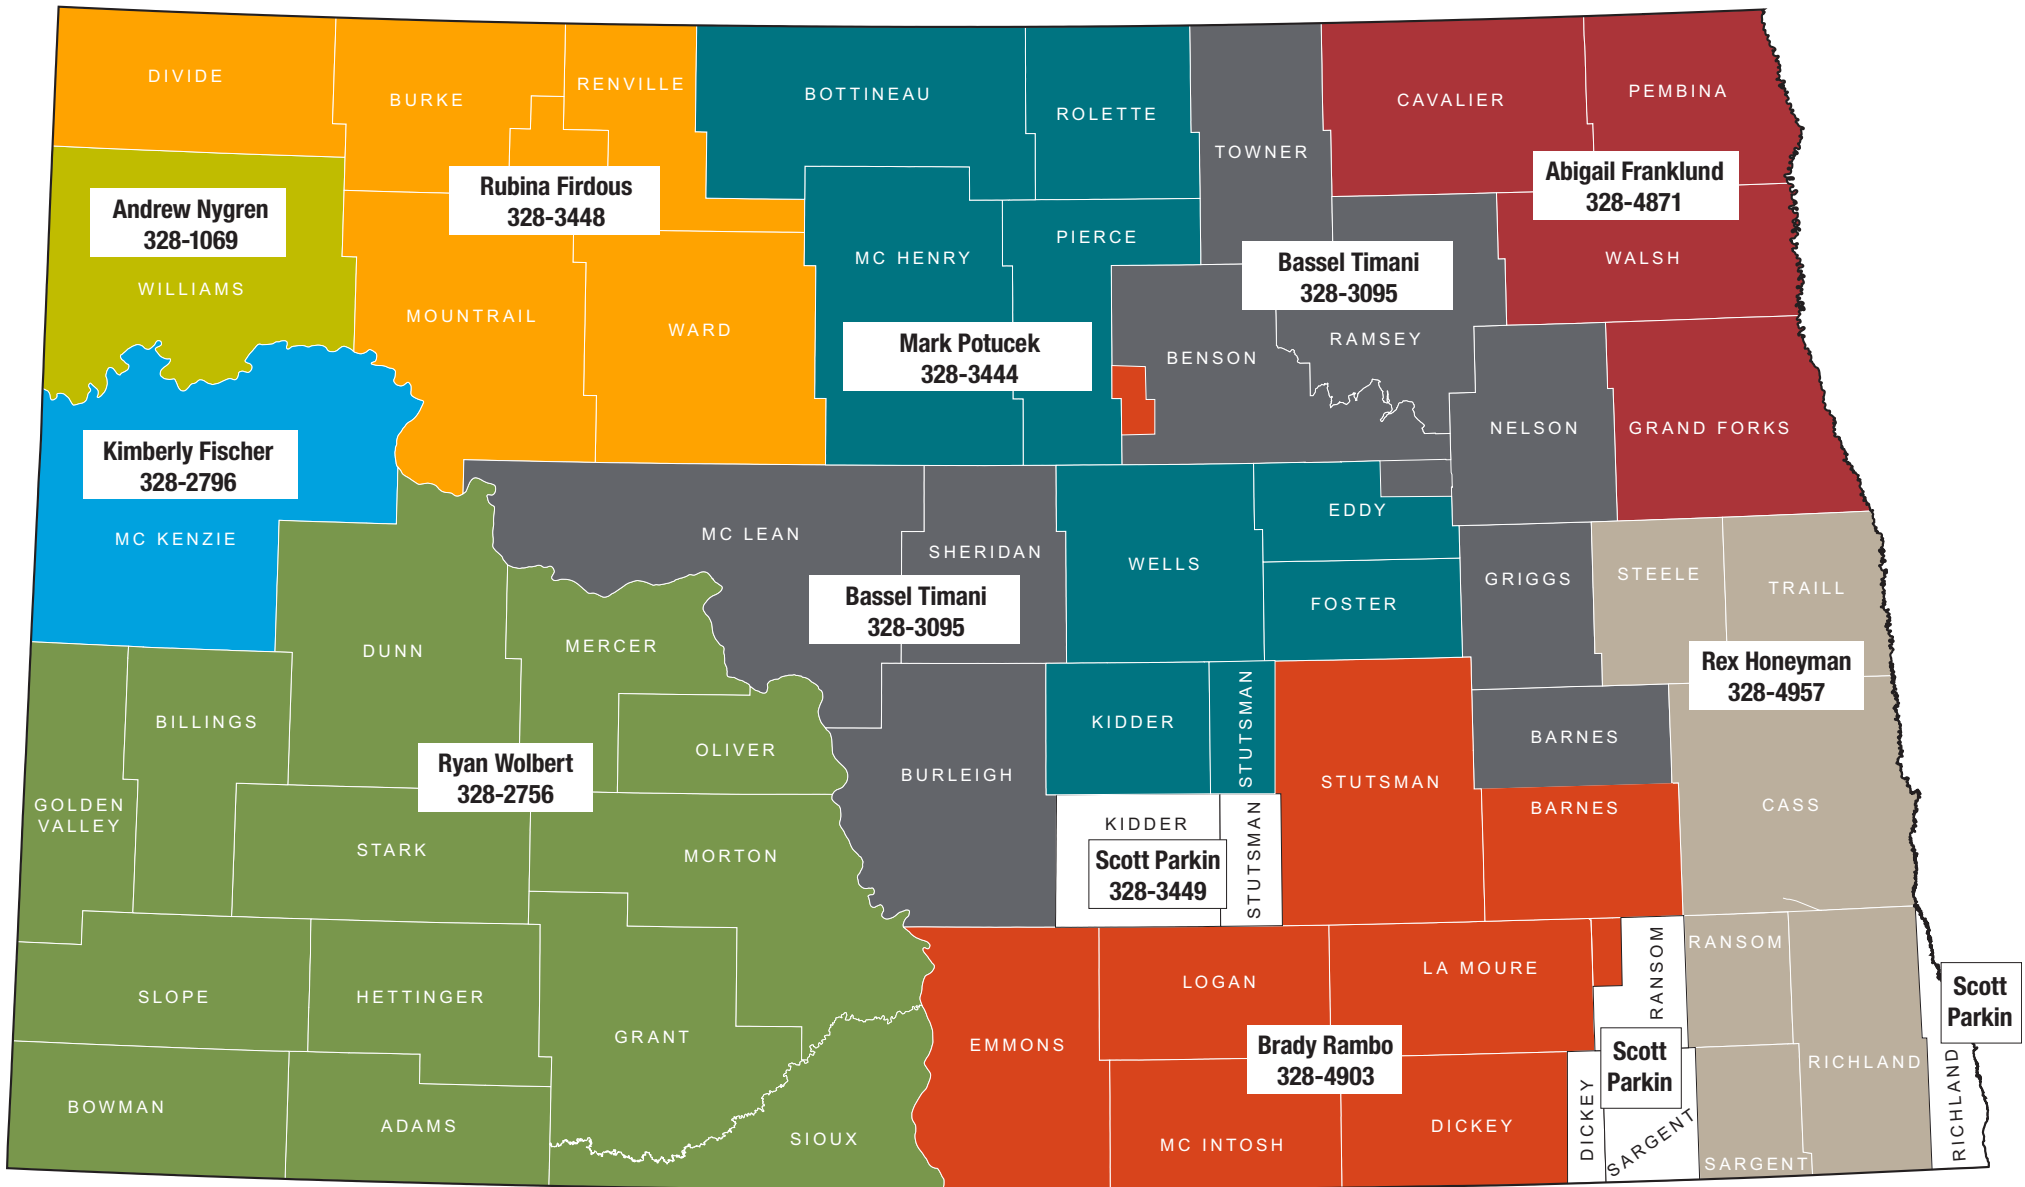 DIVIDE
BURKE
RENVILLE
BOTTINEAU
ROLETTE
TOWNER
CAVALIER
PEMBINA
Andrew Nygren
328-1069
WILLIAMS
Rubina Firdous
328-3448
MOUNTRAIL
WARD
MC HENRY
PIERCE
Mark Potucek
328-3444
Bassel Timani
328-3095
BENSON
RAMSEY
Abigail Franklund
328-4871
WALSH
NELSON
GRAND FORKS
Kimberly Fischer
328-2796
MC KENZIE
MC LEAN
SHERIDAN
Bassel Timani
328-3095
WELLS
EDDY
FOSTER
GRIGGS
STEELE
TRAILL
Rex Honeyman
328-4957
DUNN
MERCER
BILLINGS
OLIVER
GOLDEN
VALLEY
Ryan Wolbert
328-2756
STARK
MORTON
BURLEIGH
KIDDER
STUTSMAN
STUTSMAN
BARNES
BARNES
CASS
KIDDER
Scott Parkin
328-3449
STUTSMAN
SLOPE
HETTINGER
GRANT
BOWMAN
ADAMS
SIOUX
EMMONS
LOGAN
LA MOURE
Brady Rambo
328-4903
MC INTOSH
DICKEY
RANSOM
RANSOM
Scott
Parkin
DICKEY
SARGENT
SARGENT
RICHLAND
Scott
Parkin
RICHLAND